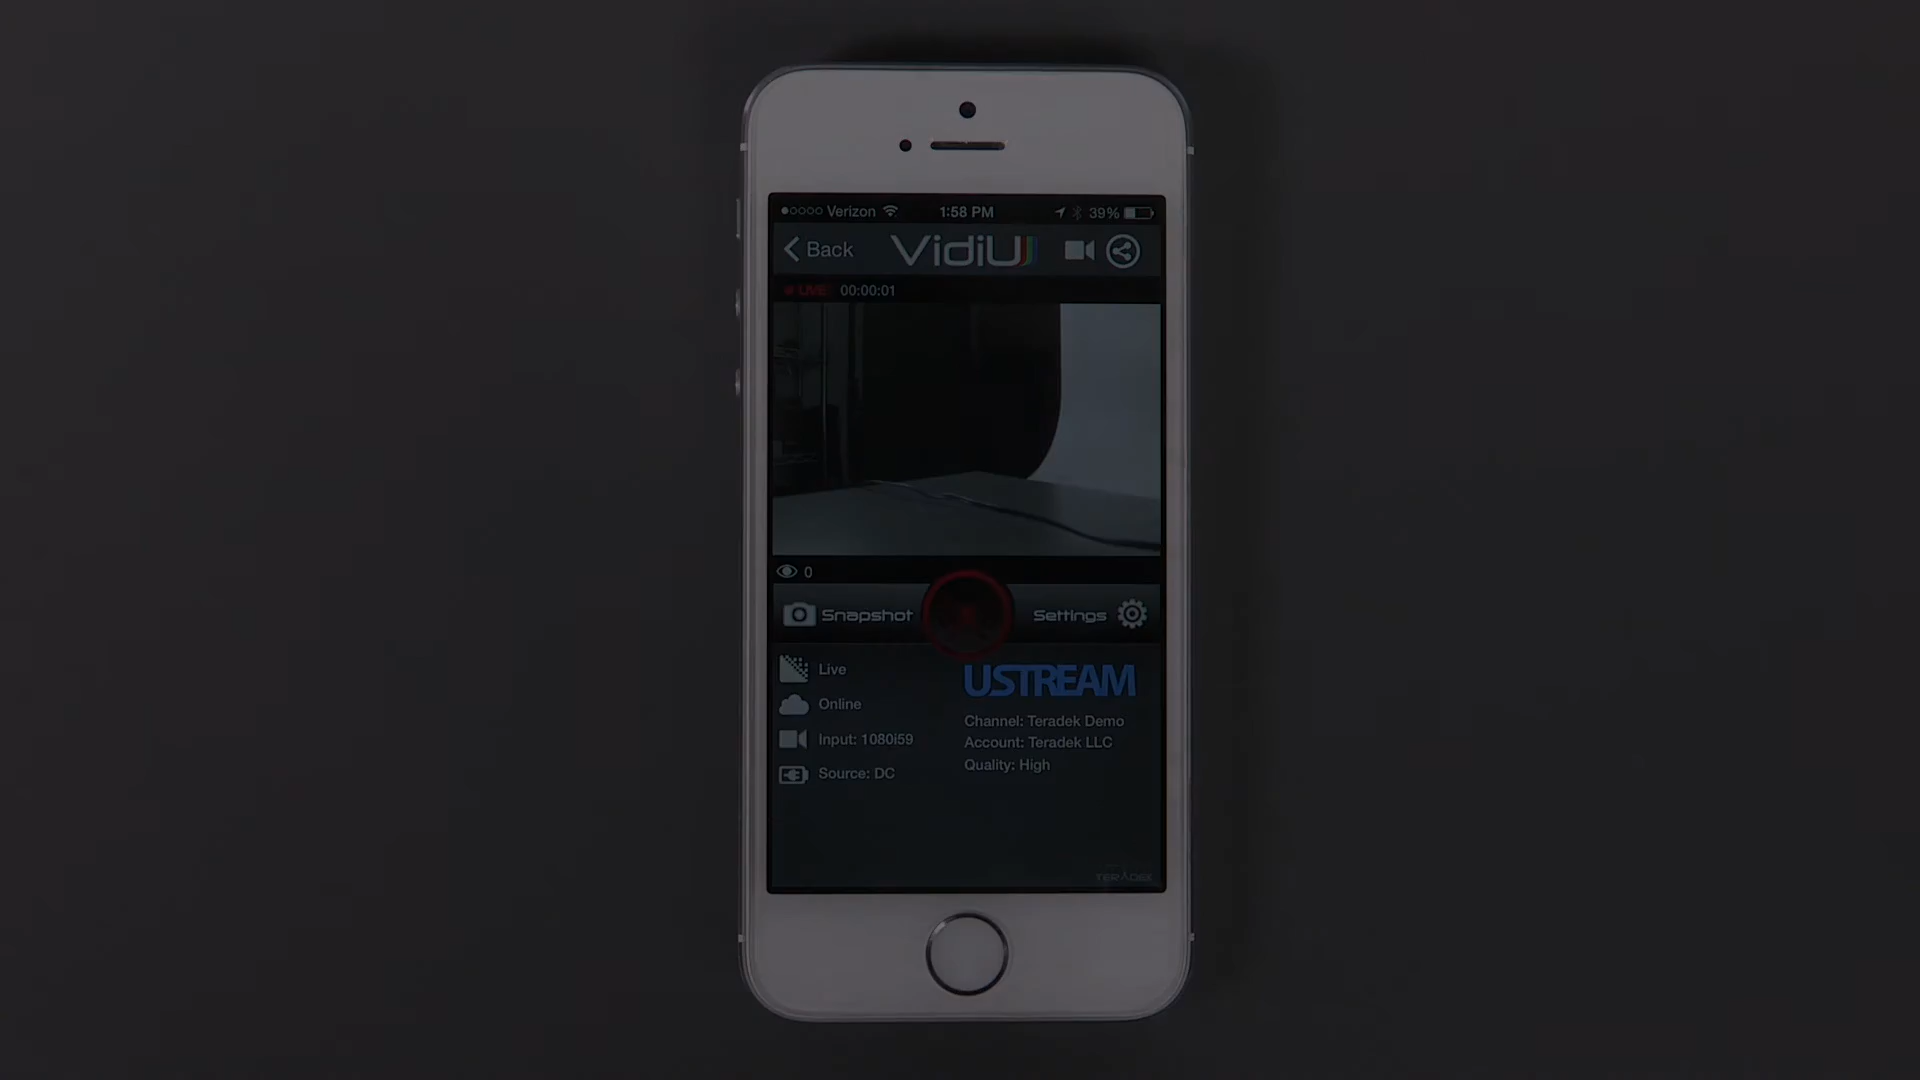 Verizon 1:58 PM 39%
Back VidiU
LIVE 00:00:01
0
Snapshot Settings
Live
Online
Input: 1080i59
Source: DC
USTREAM
Channel: Teradek Demo
Account: Teradek LLC
Quality: High
TERADEK